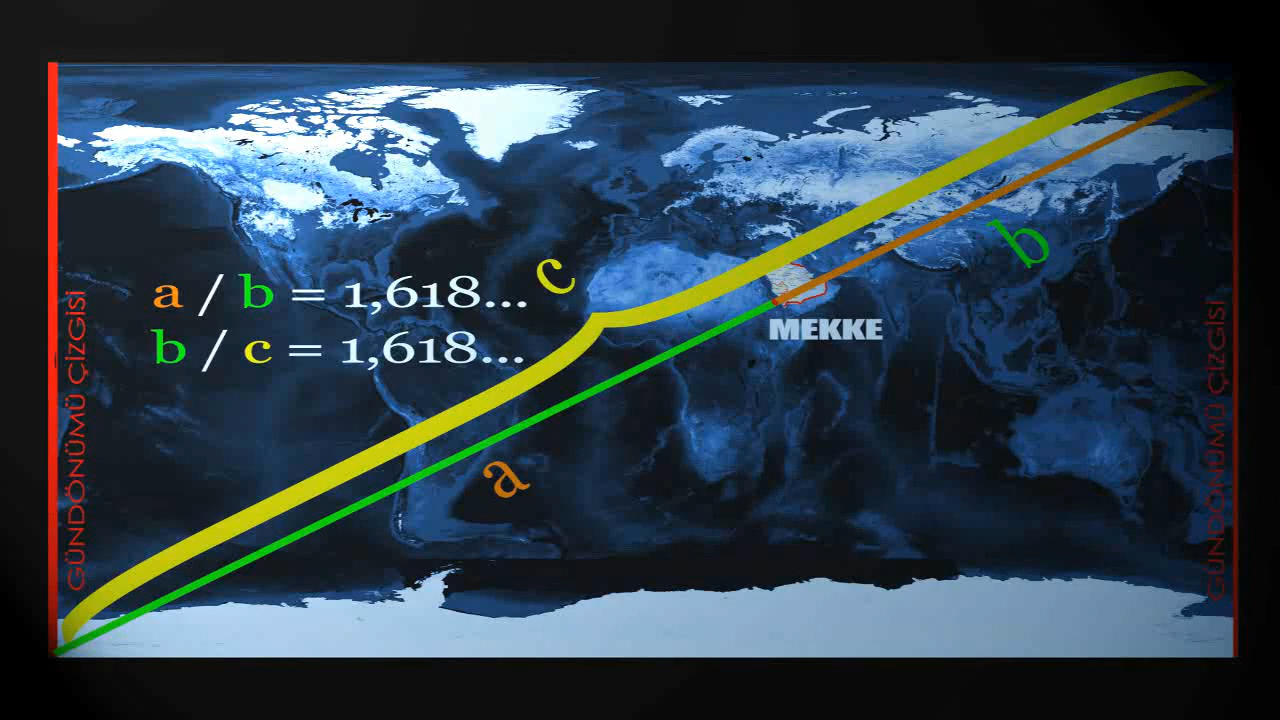 a / b = 1,618...
b / c = 1,618...
c
a
b
MEKKE
GÜNDÖNÜMÜ ÇİZGİSİ
GÜNDÖNÜMÜ ÇİZGİSİ